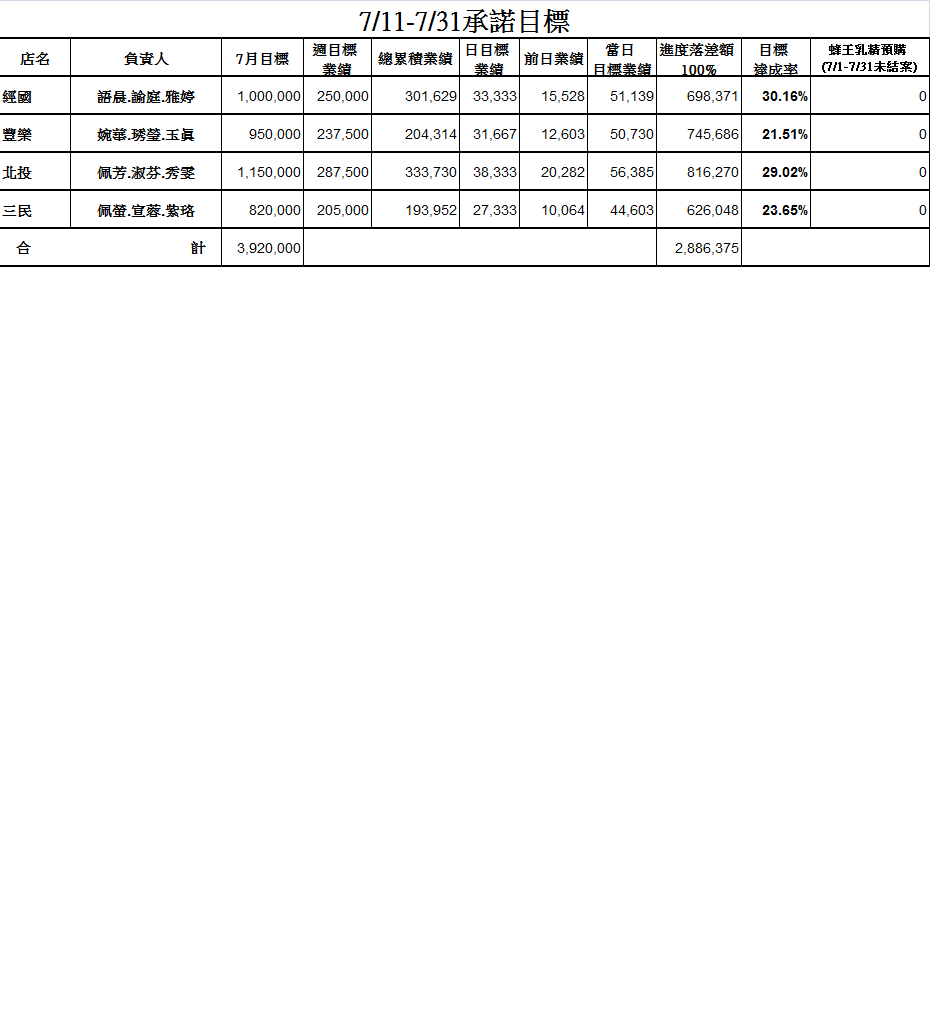 7/11-7/31承諾目標
店名 負責人 7月目標 週目標業績 總累積業績 日目標業績 前日業績 當日目標業績 進度落差額100% 目標達成率 蜂王乳精預購(7/1-7/31未結案)
經國 語晨.諭庭.雅婷 1,000,000 250,000 301,629 33,333 15,528 51,139 698,371 30.16% 0
豐樂 婉華.琇瑩.玉眞 950,000 237,500 204,314 31,667 12,603 50,730 745,686 21.51% 0
北投 佩芳.淑芬.秀雯 1,150,000 287,500 333,730 38,333 20,282 56,385 816,270 29.02% 0
三民 佩螢.宣蓉.紫珞 820,000 205,000 193,952 27,333 10,064 44,603 626,048 23.65% 0
合 計 3,920,000 2,886,375